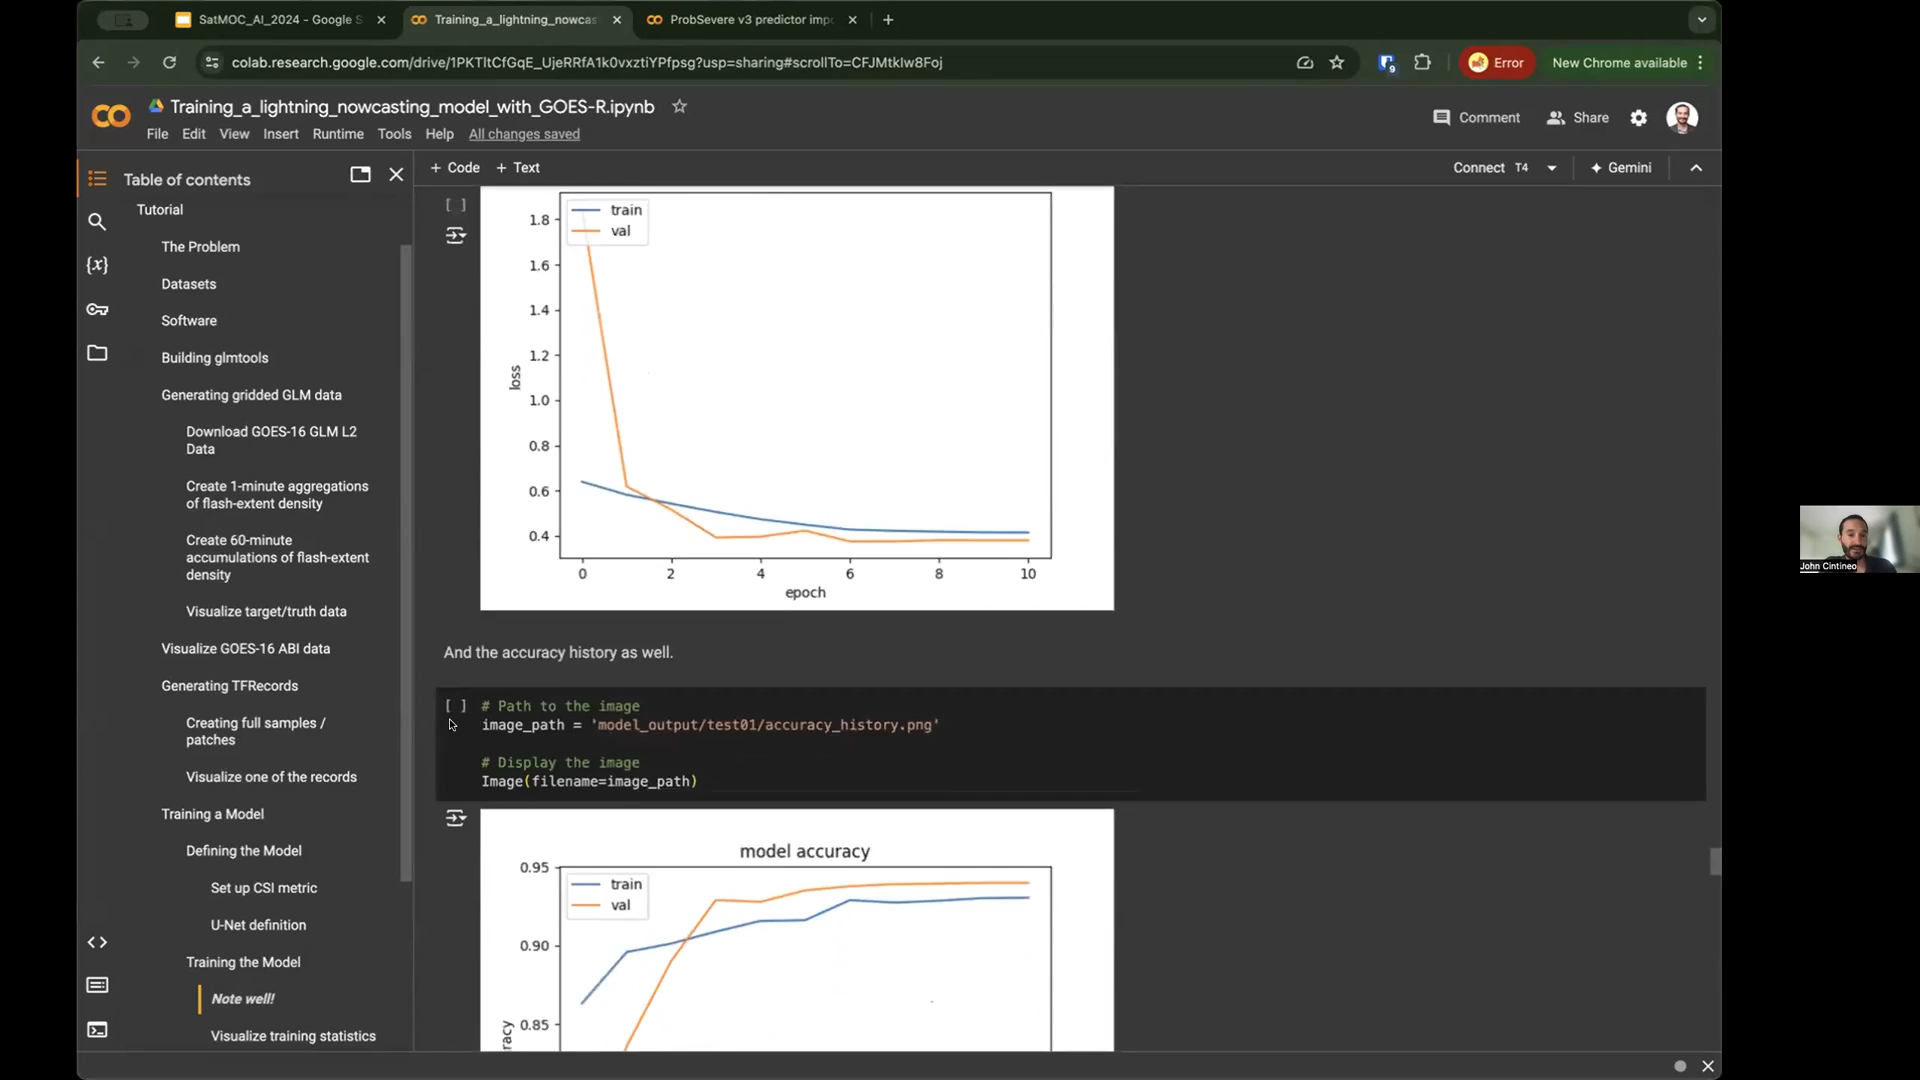 SatMOC_AI_2024 - Google S
Training_a_lightning_nowcas
ProbSevere v3 predictor impo
colab.research.google.com/drive/1PKTltCfGqE_UjeRRfA1k0vxztiYPfpsg?usp=sharing#scrollTo=CFJMtklw8Foj
9
Error
New Chrome available
Training_a_lightning_nowcasting_model_with_GOES-R.ipynb
File Edit View Insert Runtime Tools Help All changes saved
Comment
Share
+ Code + Text
Connect T4
Gemini
Table of contents
Tutorial
The Problem
Datasets
Software
Building glmtools
Generating gridded GLM data
Download GOES-16 GLM L2
Data
Create 1-minute aggregations
of flash-extent density
Create 60-minute
accumulations of flash-extent
density
Visualize target/truth data
Visualize GOES-16 ABI data
Generating TFRecords
Creating full samples /
patches
Visualize one of the records
Training a Model
Defining the Model
Set up CSI metric
U-Net definition
Training the Model
Note well!
Visualize training statistics
[ ]
train
val
1.8
1.6
1.4
1.2
1.0
0.8
0.6
0.4
loss
0 2 4 6 8 10
epoch
And the accuracy history as well.
[ ]
# Path to the image
image_path = 'model_output/test01/accuracy_history.png'
# Display the image
Image(filename=image_path)
model accuracy
0.95
train
val
0.90
0.85
racy
John Cintineo